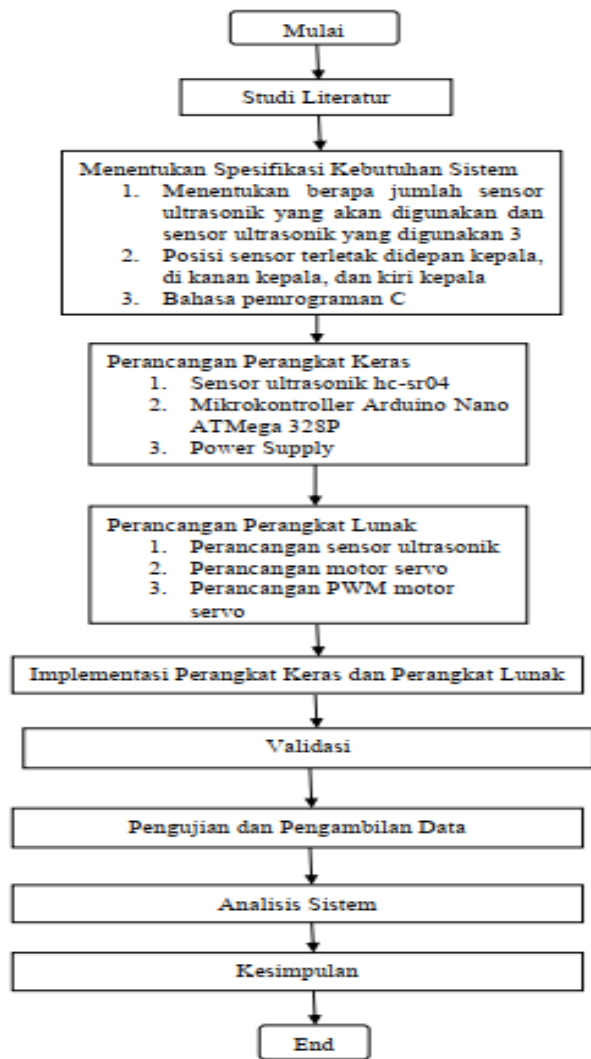 Mulai
Studi Literatur
Menentukan Spesifikasi Kebutuhan Sistem
1. Menentukan berapa jumlah sensor
ultrasonik yang akan digunakan dan
sensor ultrasonik yang digunakan 3
2. Posisi sensor terletak didepan kepala,
di kanan kepala, dan kiri kepala
3. Bahasa pemrograman C
Perancangan Perangkat Keras
1. Sensor ultrasonik hc-sr04
2. Mikrokontroller Arduino Nano
ATMega 328P
3. Power Supply
Perancangan Perangkat Lunak
1. Perancangan sensor ultrasonik
2. Perancangan motor servo
3. Perancangan PWM motor
servo
Implementasi Perangkat Keras dan Perangkat Lunak
Validasi
Pengujian dan Pengambilan Data
Analisis Sistem
Kesimpulan
End